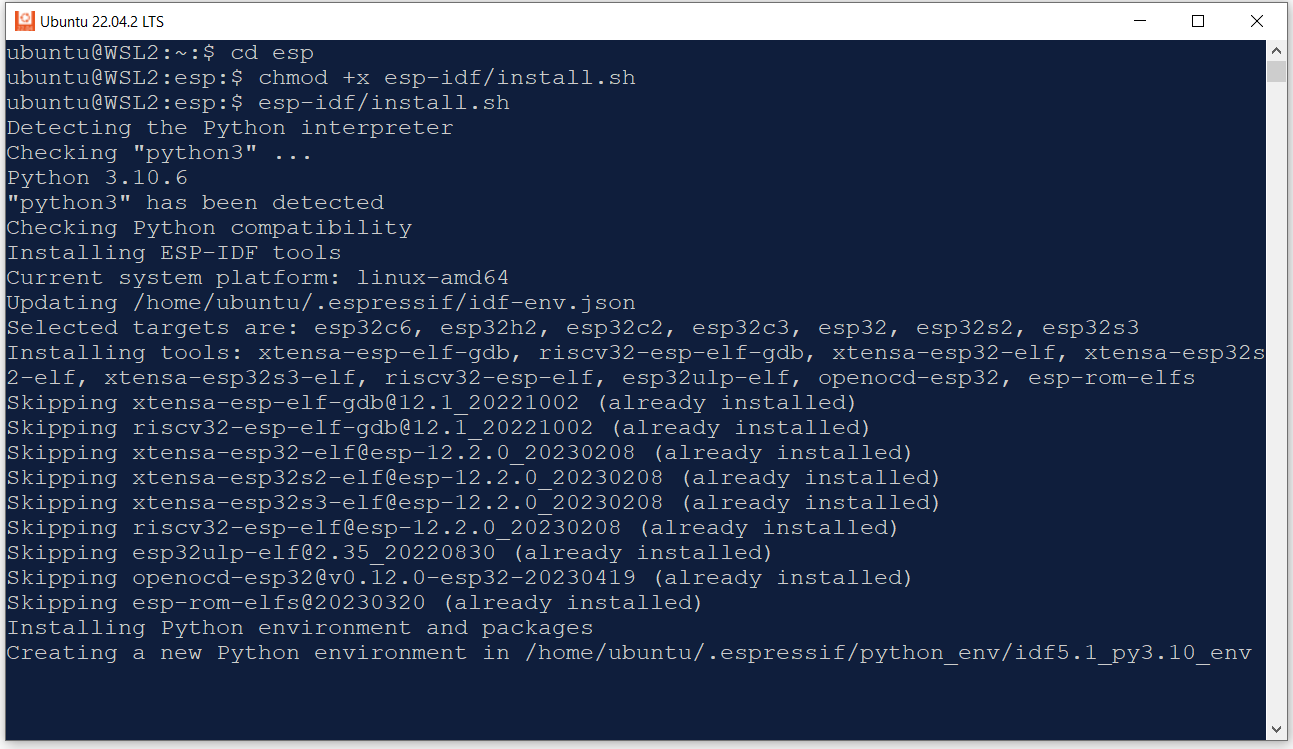 Ubuntu 22.04.2 LTS
ubuntu@WSL2:~:$ cd esp
ubuntu@WSL2:esp:$ chmod +x esp-idf/install.sh
ubuntu@WSL2:esp:$ esp-idf/install.sh
Detecting the Python interpreter
Checking "python3" ...
Python 3.10.6
"python3" has been detected
Checking Python compatibility
Installing ESP-IDF tools
Current system platform: linux-amd64
Updating /home/ubuntu/.espressif/idf-env.json
Selected targets are: esp32c6, esp32h2, esp32c2, esp32c3, esp32, esp32s2, esp32s3
Installing tools: xtensa-esp-elf-gdb, riscv32-esp-elf-gdb, xtensa-esp32-elf, xtensa-esp32s
2-elf, xtensa-esp32s3-elf, riscv32-esp-elf, esp32ulp-elf, openocd-esp32, esp-rom-elfs
Skipping xtensa-esp-elf-gdb@12.1_20221002 (already installed)
Skipping riscv32-esp-elf-gdb@12.1_20221002 (already installed)
Skipping xtensa-esp32-elf@esp-12.2.0_20230208 (already installed)
Skipping xtensa-esp32s2-elf@esp-12.2.0_20230208 (already installed)
Skipping xtensa-esp32s3-elf@esp-12.2.0_20230208 (already installed)
Skipping riscv32-esp-elf@esp-12.2.0_20230208 (already installed)
Skipping esp32ulp-elf@2.35_20220830 (already installed)
Skipping openocd-esp32@v0.12.0-esp32-20230419 (already installed)
Skipping esp-rom-elfs@20230320 (already installed)
Installing Python environment and packages
Creating a new Python environment in /home/ubuntu/.espressif/python_env/idf5.1_py3.10_env